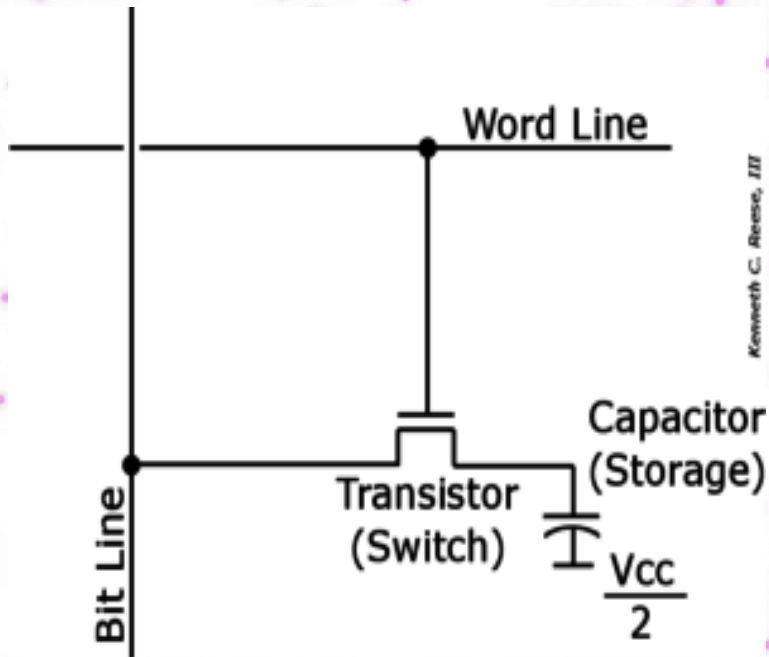 Word Line
Kenneth C. Reese, III
Capacitor
(Storage)
Transistor
(Switch)
Vcc
2
Bit Line